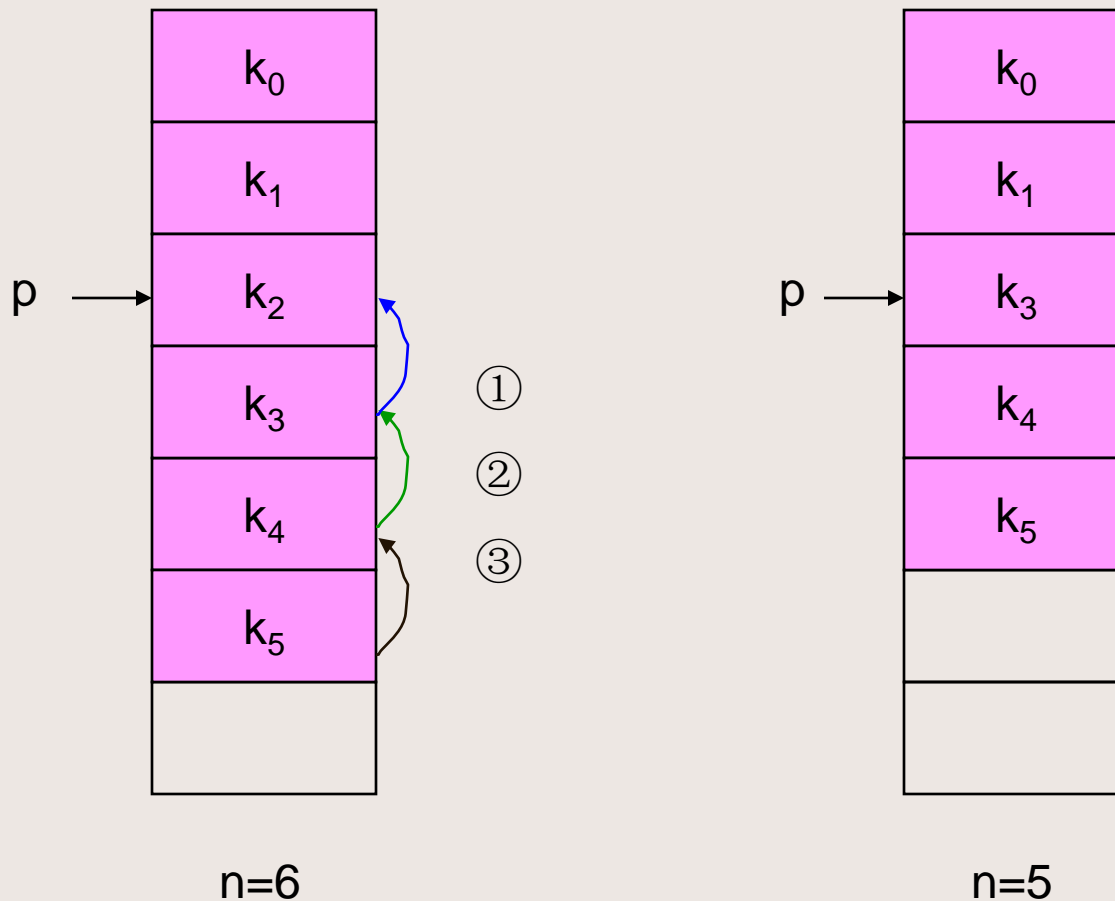 k₀
k₁
p
k₂
k₃
k₄
k₅
①
②
③
n=6
k₀
k₁
p
k₃
k₄
k₅
n=5